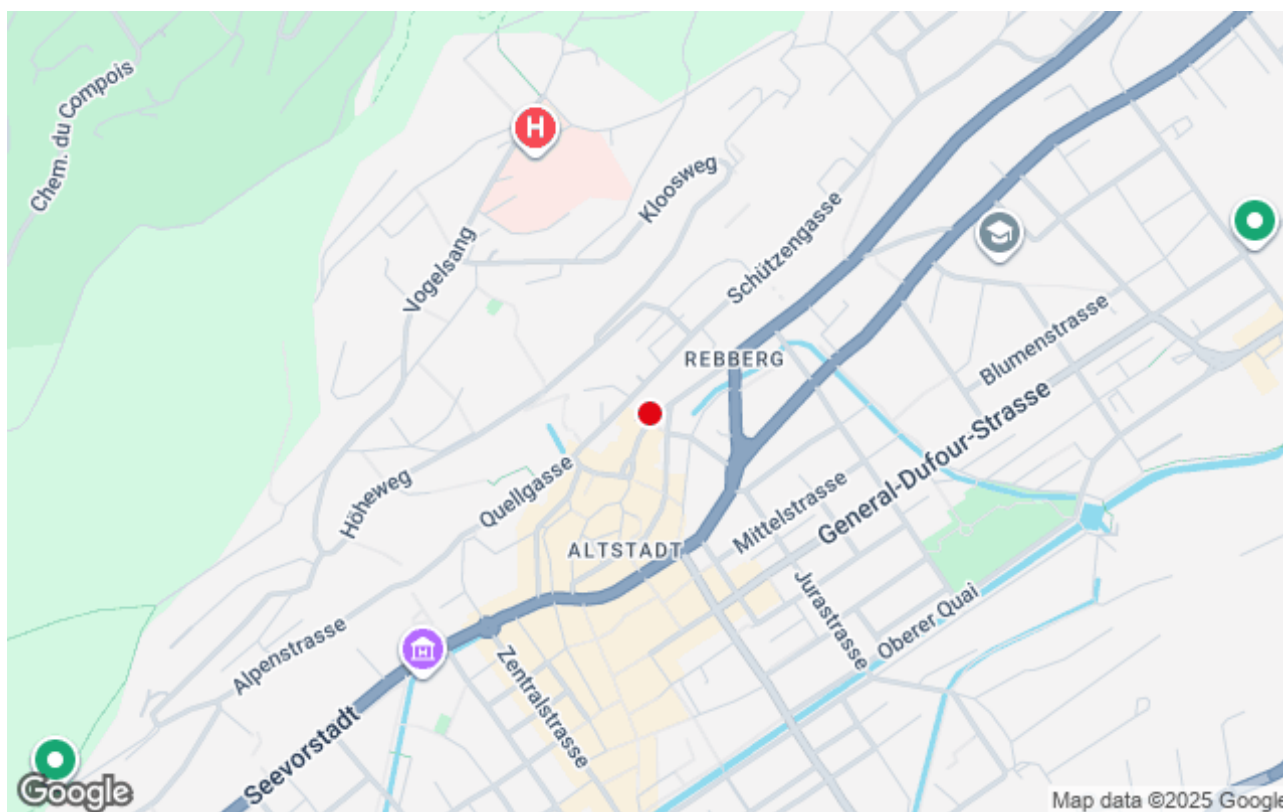 Chem. du Compois
H
Kloosweg
Vogelsang
Schützengasse
REBBERG
Blumenstrasse
General-Dufour-Strasse
Höheweg
Quellgasse
Mittelstrasse
ALTSTADT
Jurastrasse
Oberer Quai
Alpenstrasse
Zentralstrasse
Seevorstadt
Google
Map data ©2025 Google